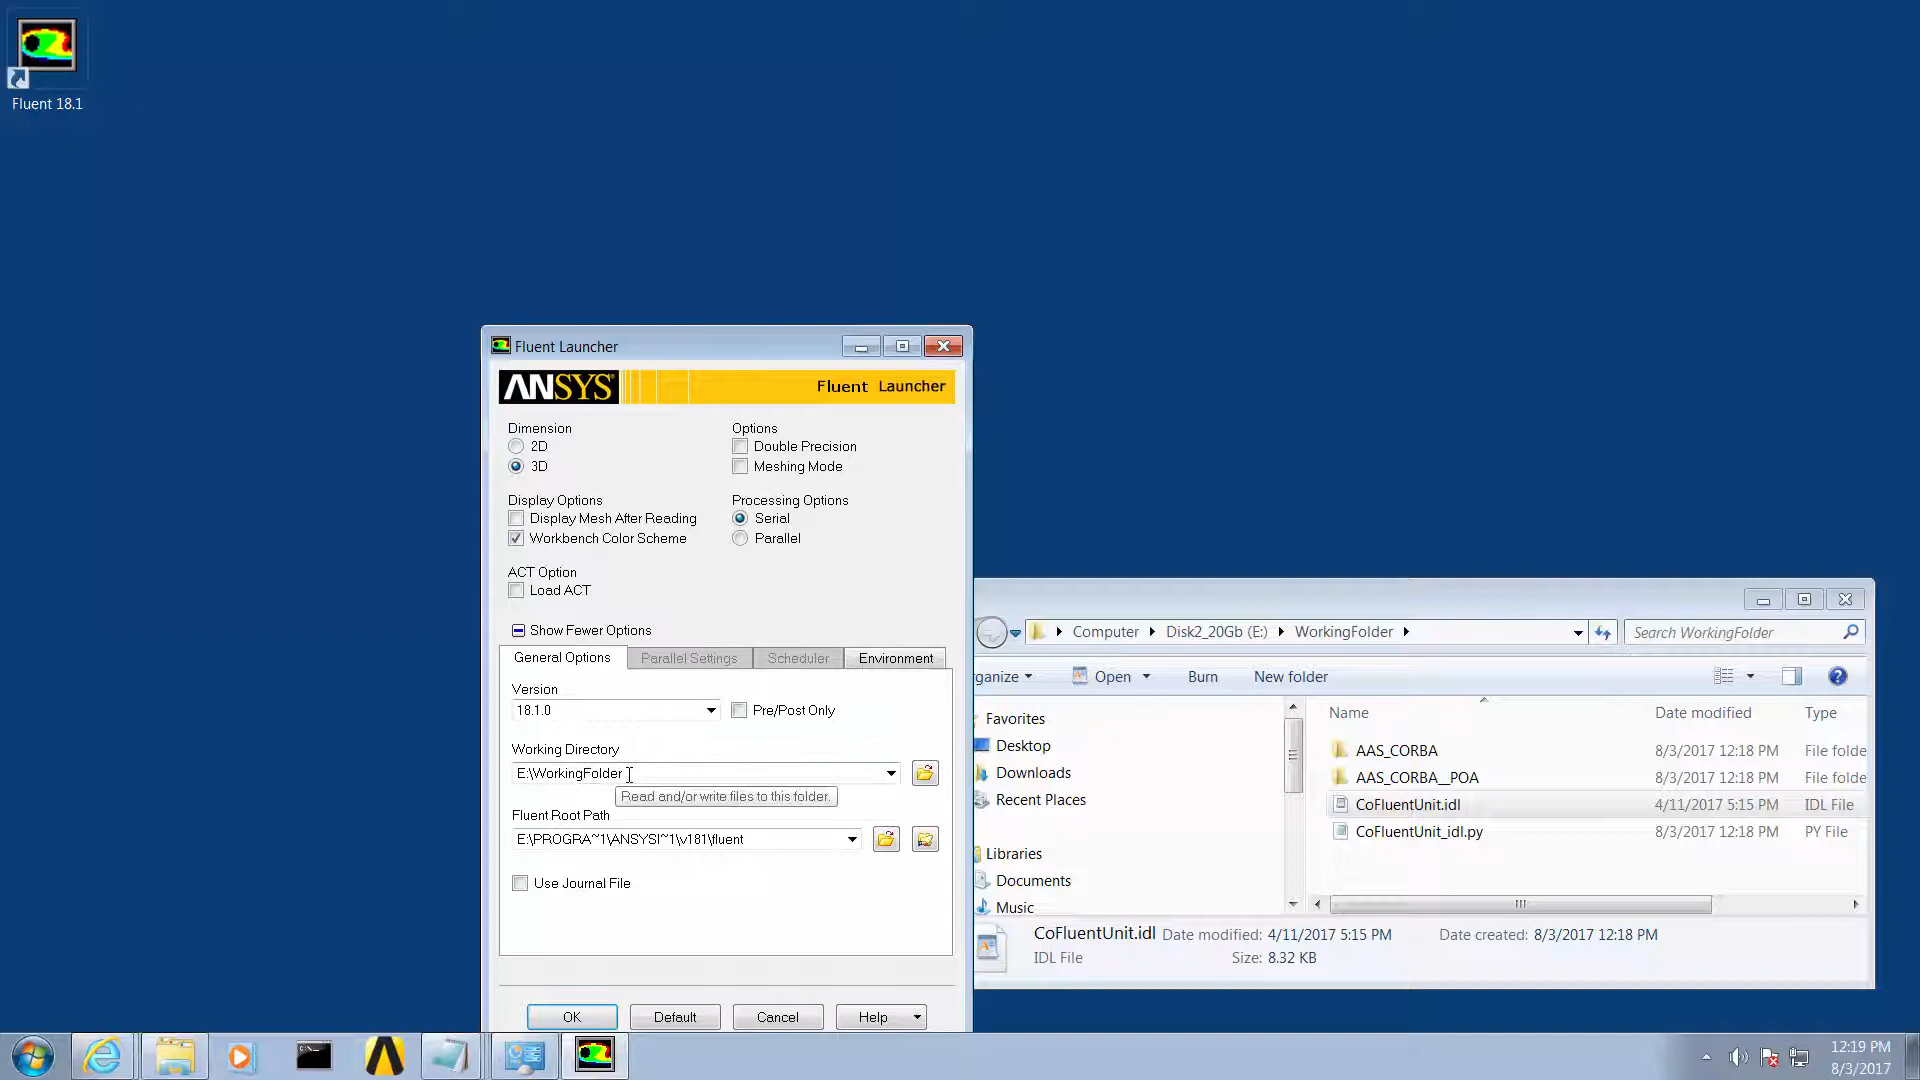 Fluent 18.1
Fluent Launcher
ANSYS
Fluent Launcher
Dimension
2D
3D
Options
Double Precision
Meshing Mode
Display Options
Display Mesh After Reading
Workbench Color Scheme
Processing Options
Serial
Parallel
ACT Option
Load ACT
Show Fewer Options
General Options
Parallel Settings
Scheduler
Environment
Version
18.1.0
Pre/Post Only
Working Directory
E:\WorkingFolder
Read and/or write files to this folder.
Fluent Root Path
E:\PROGRA~1\ANSYSI~1\v181\fluent
Use Journal File
OK
Default
Cancel
Help
Computer
Disk2_20Gb (E:)
WorkingFolder
Search WorkingFolder
rganize
Open
Burn
New folder
Favorites
Desktop
Downloads
Recent Places
Libraries
Documents
Music
Name
Date modified
Type
AAS_CORBA
8/3/2017 12:18 PM
File folde
AAS_CORBA__POA
8/3/2017 12:18 PM
File folde
CoFluentUnit.idl
4/11/2017 5:15 PM
IDL File
CoFluentUnit_idl.py
8/3/2017 12:18 PM
PY File
CoFluentUnit.idl
Date modified: 4/11/2017 5:15 PM
Date created: 8/3/2017 12:18 PM
IDL File
Size: 8.32 KB
12:19 PM
8/3/2017